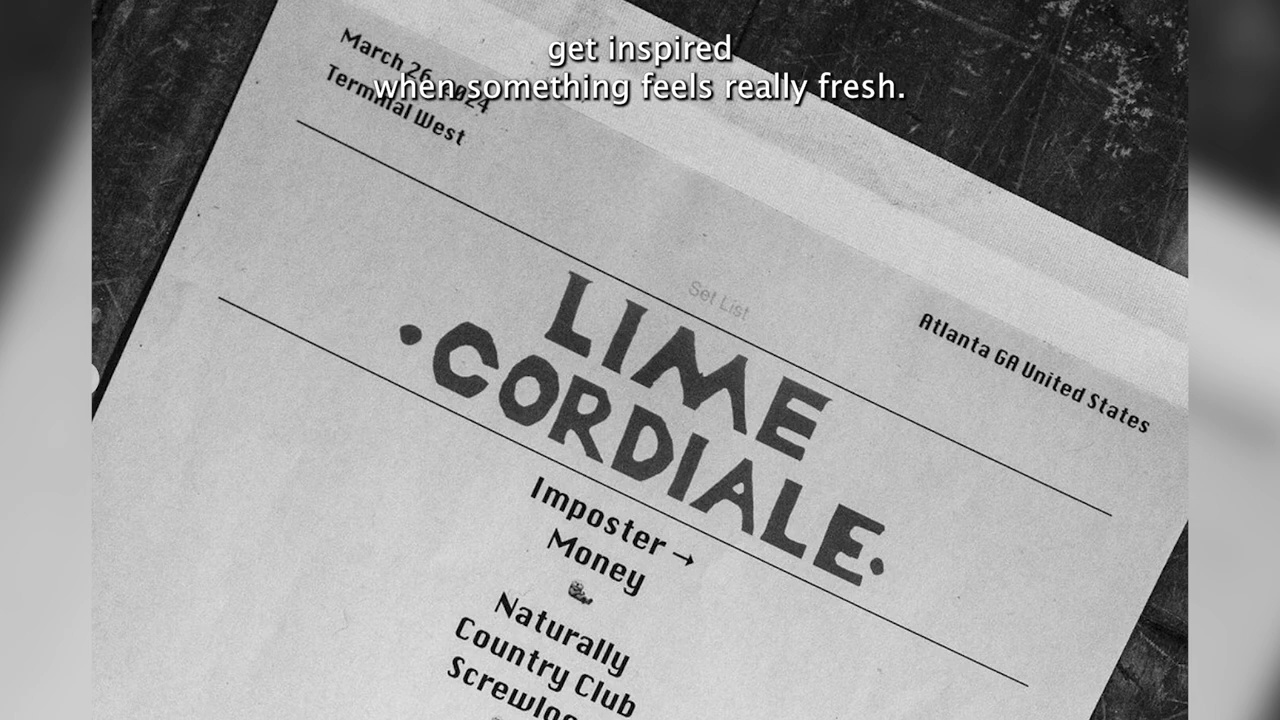 get inspired
when something feels really fresh.
March 26, 2024
Terminal West
Set List
Atlanta GA United States
LIME
·CORDIALE·
Imposter →
Money
Naturally
Country Club